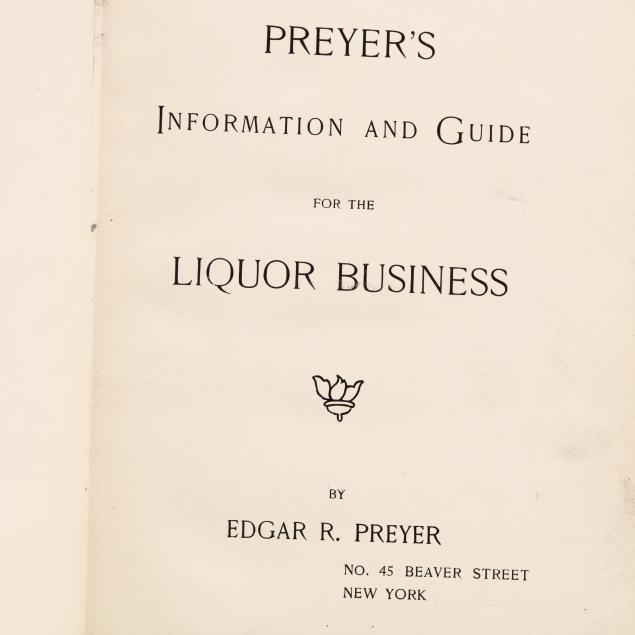 PREYER'S
INFORMATION AND GUIDE
FOR THE
LIQUOR BUSINESS
BY
EDGAR R. PREYER
NO. 45 BEAVER STREET
NEW YORK